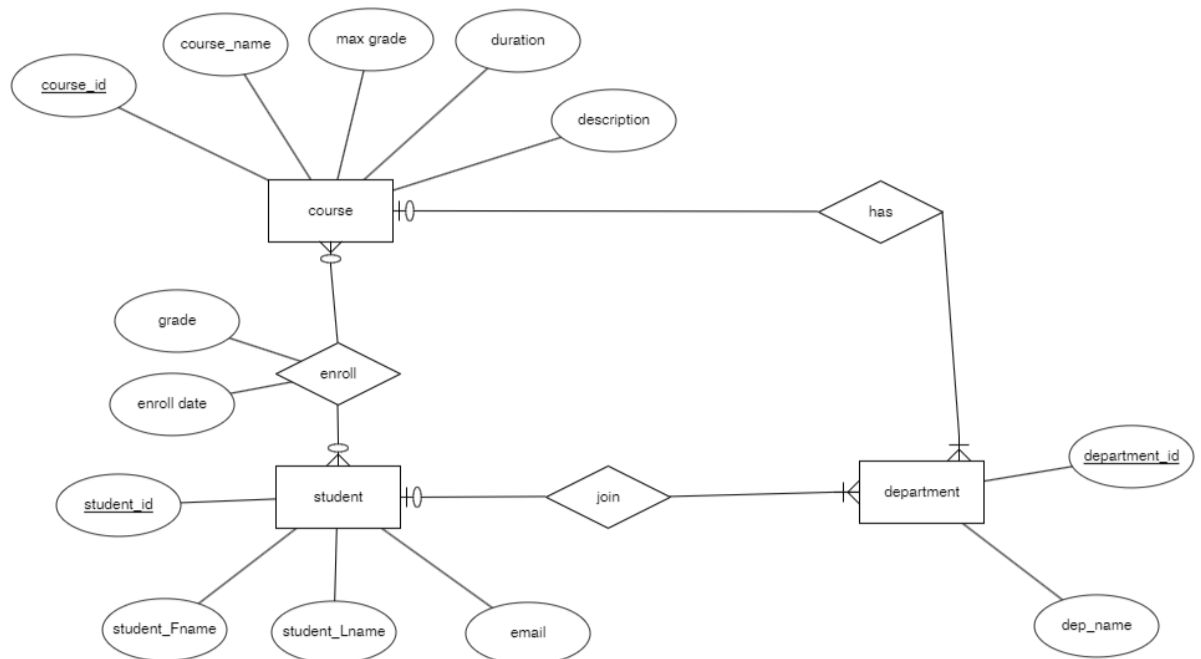 course_name
max grade
duration
course_id
description
course
has
grade
enroll
enroll date
department_id
student_id
student
join
department
student_Fname
student_Lname
email
dep_name